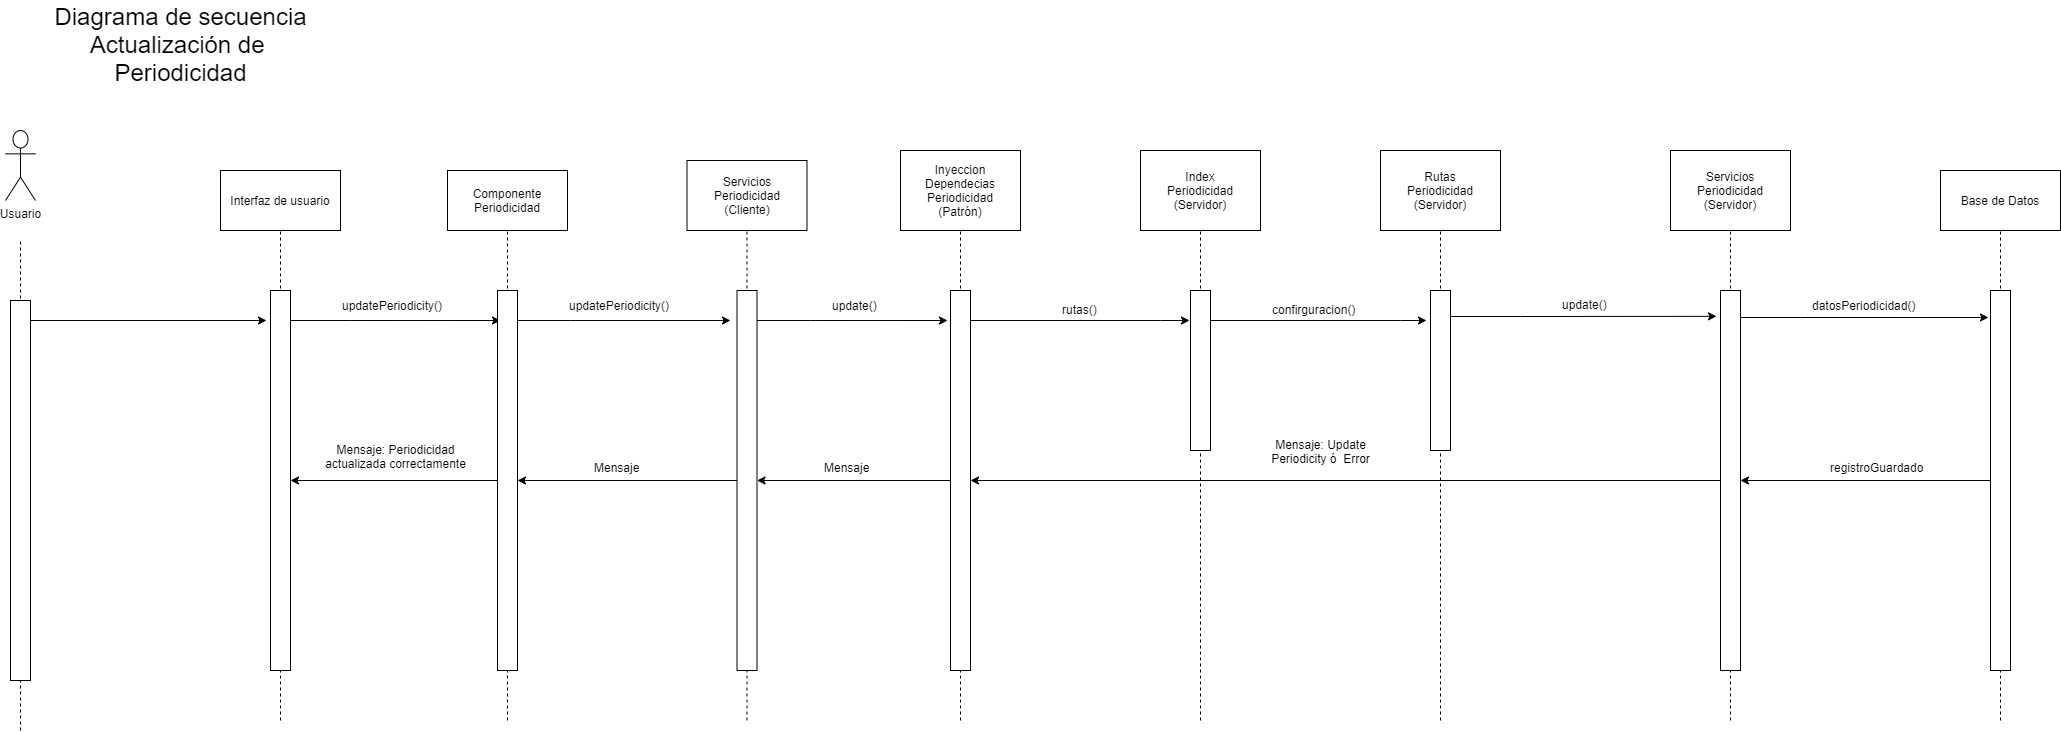 Diagrama de secuencia
Actualización de
Periodicidad
Usuario
Interfaz de usuario
Componente
Periodicidad
Servicios
Periodicidad
(Cliente)
Inyeccion
Dependecias
Periodicidad
(Patrón)
Index
Periodicidad
(Servidor)
Rutas
Periodicidad
(Servidor)
Servicios
Periodicidad
(Servidor)
Base de Datos
updatePeriodicity()
updatePeriodicity()
update()
rutas()
confirguracion()
update()
datosPeriodicidad()
Mensaje: Periodicidad
actualizada correctamente
Mensaje
Mensaje
Mensaje: Update
Periodicity ó Error
registroGuardado